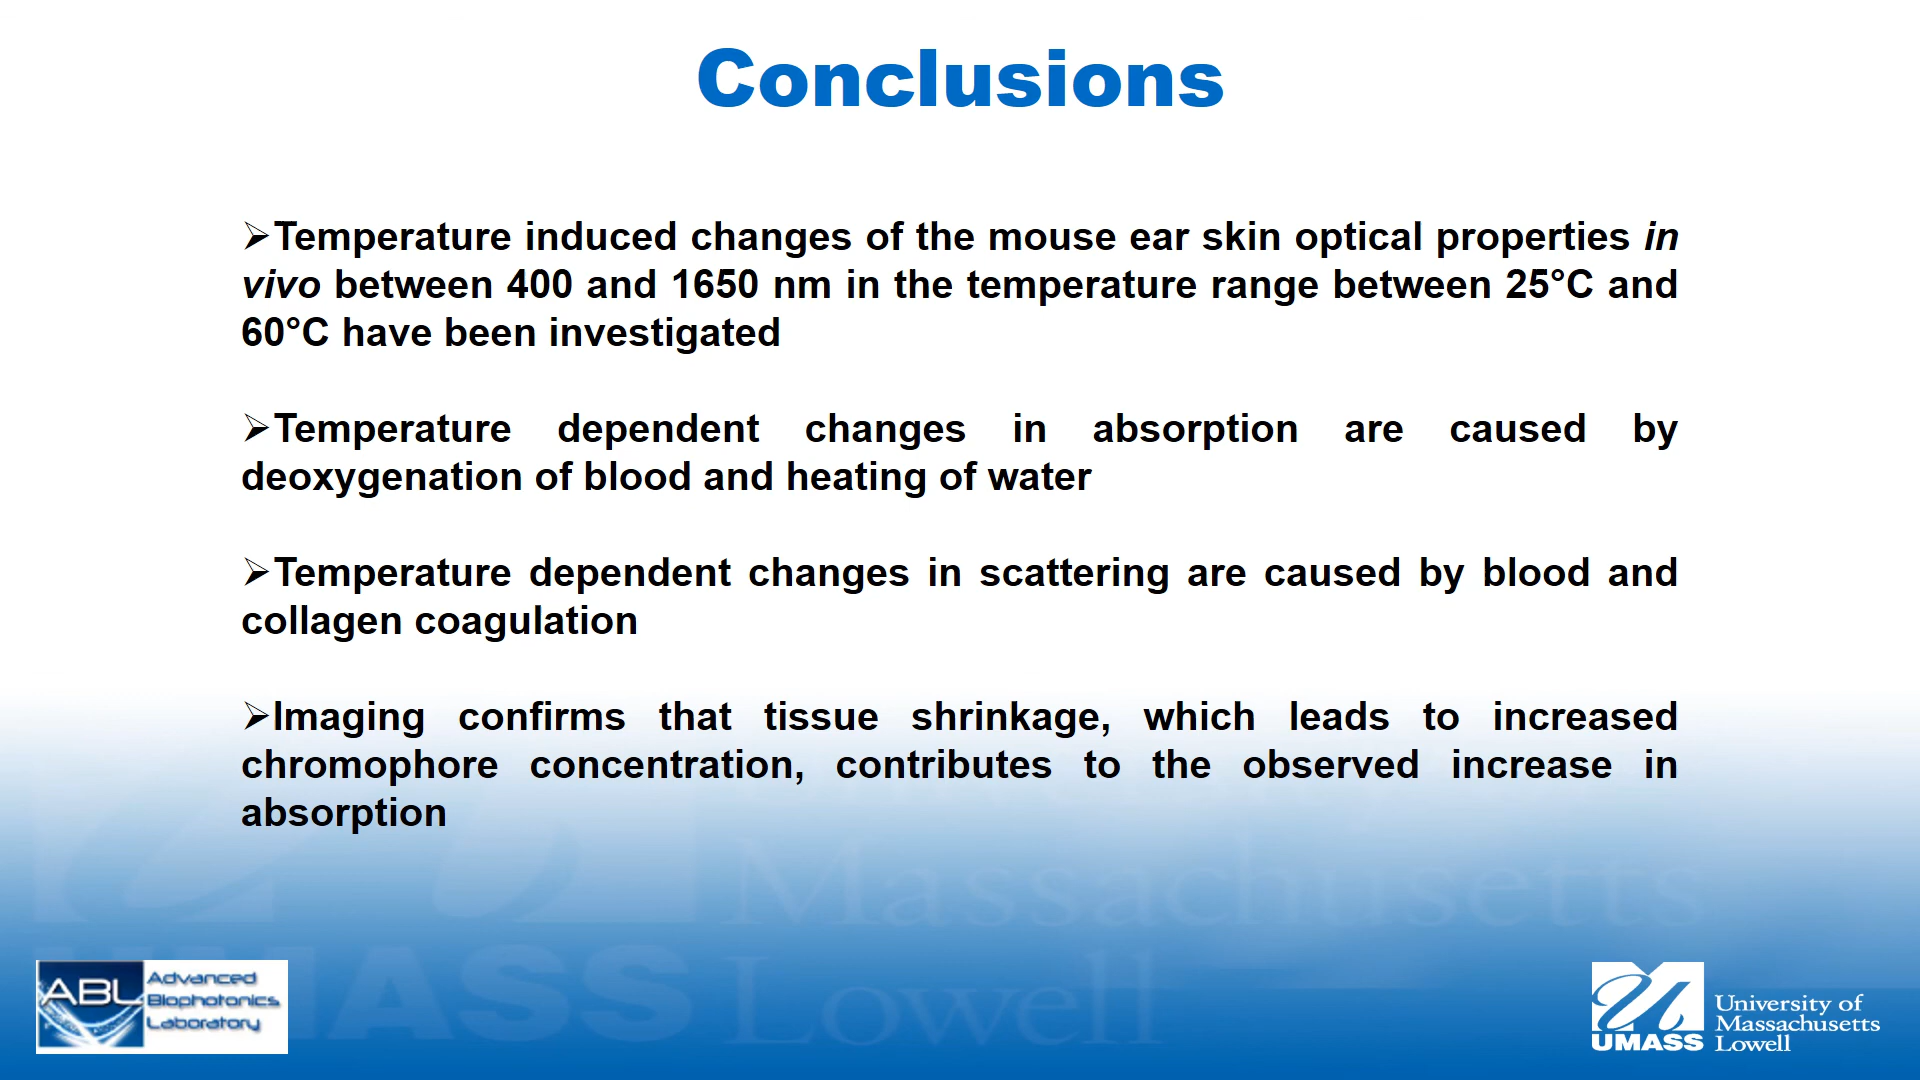 Conclusions
➢Temperature induced changes of the mouse ear skin optical properties in
vivo between 400 and 1650 nm in the temperature range between 25°C and
60°C have been investigated
➢Temperature dependent changes in absorption are caused by
deoxygenation of blood and heating of water
➢Temperature dependent changes in scattering are caused by blood and
collagen coagulation
➢Imaging confirms that tissue shrinkage, which leads to increased
chromophore concentration, contributes to the observed increase in
absorption
Massachusetts
UMASS Lowell
ABL Advanced
Biophotonics
Laboratory
UMASS
University of
Massachusetts
Lowell